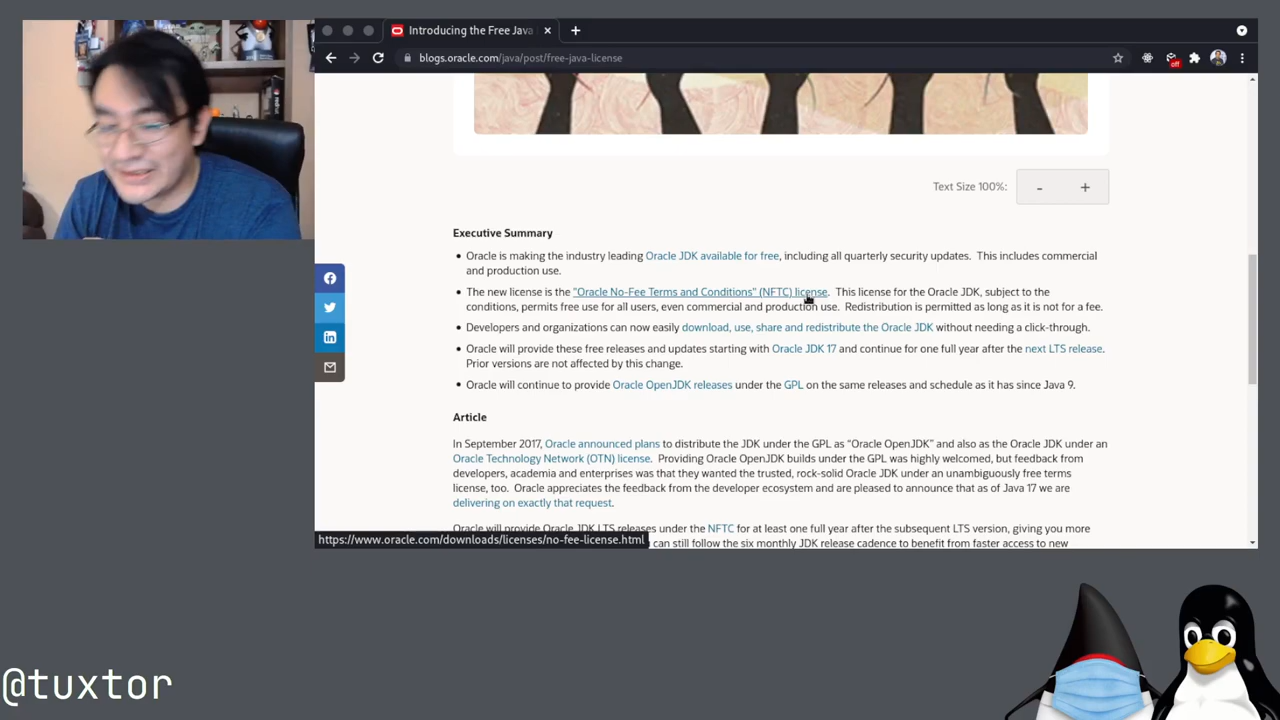 Introducing the Free Java
blogs.oracle.com/java/post/free-java-license
off
Text Size 100%: - +
Executive Summary
• Oracle is making the industry leading Oracle JDK available for free, including all quarterly security updates. This includes commercial
and production use.
• The new license is the "Oracle No-Fee Terms and Conditions" (NFTC) license. This license for the Oracle JDK, subject to the
conditions, permits free use for all users, even commercial and production use. Redistribution is permitted as long as it is not for a fee.
• Developers and organizations can now easily download, use, share and redistribute the Oracle JDK without needing a click-through.
• Oracle will provide these free releases and updates starting with Oracle JDK 17 and continue for one full year after the next LTS release.
Prior versions are not affected by this change.
• Oracle will continue to provide Oracle OpenJDK releases under the GPL on the same releases and schedule as it has since Java 9.
Article
In September 2017, Oracle announced plans to distribute the JDK under the GPL as “Oracle OpenJDK” and also as the Oracle JDK under an
Oracle Technology Network (OTN) license. Providing Oracle OpenJDK builds under the GPL was highly welcomed, but feedback from
developers, academia and enterprises was that they wanted the trusted, rock-solid Oracle JDK under an unambiguously free terms
license, too. Oracle appreciates the feedback from the developer ecosystem and are pleased to announce that as of Java 17 we are
delivering on exactly that request.
Oracle will provide Oracle JDK LTS releases under the NFTC for at least one full year after the subsequent LTS version, giving you more
can still follow the six monthly JDK release cadence to benefit from faster access to new
https://www.oracle.com/downloads/licenses/no-fee-license.html
@tuxtor